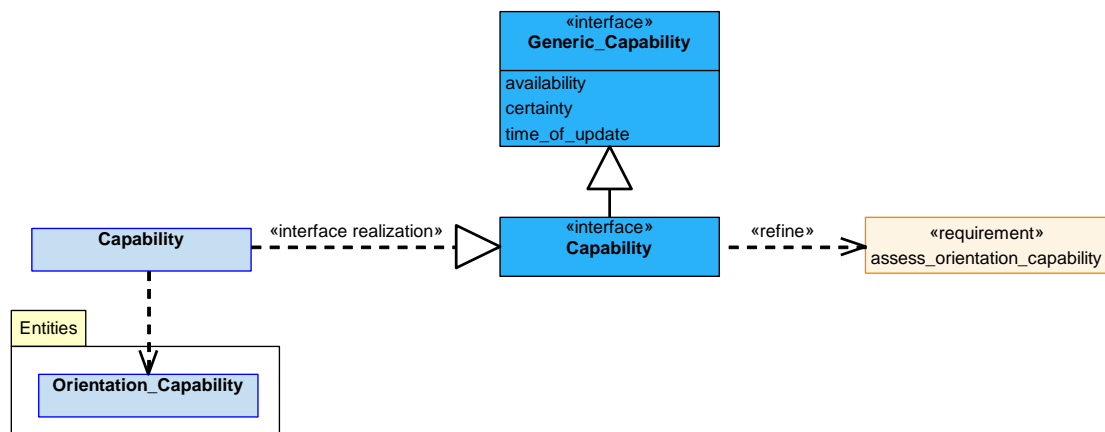 «interface»
Generic_Capability
availability
certainty
time_of_update
Capability
«interface realization»
«interface»
Capability
«refine»
«requirement»
assess_orientation_capability
Entities
Orientation_Capability